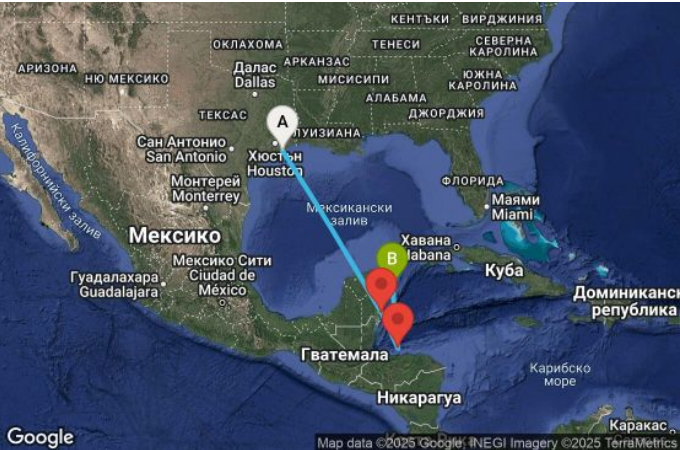 КЕНТЪКИ
ВИРДЖИНИЯ
ОКЛАХОМА
ТЕНЕСИ
СЕВЕРНА
КАРОЛИНА
АРИЗОНА
НЮ МЕКСИКО
Далас
Dallas
АРКАНЗАС
МИСИСИПИ
ЮЖНА
КАРОЛИНА
АЛАБАМА
ДЖОРДЖИЯ
ТЕКСАС
A
ЛУИЗИАНА
Сан Антонио
San Antonio
Хюстън
Houston
Калифорнийски залив
Монтерей
Monterrey
ФЛОРИДА
Маями
Miami
Мексикански
залив
Мексико
Хавана
Habana
B
Куба
Гуадалахара
Guadalajara
Мексико Сити
Ciudad de
México
Доминиканск
република
Гватемала
Карибско
море
Никарагуа
Каракас
Google
Map data ©2025 Google, INEGI Imagery ©2025 TerraMetrics